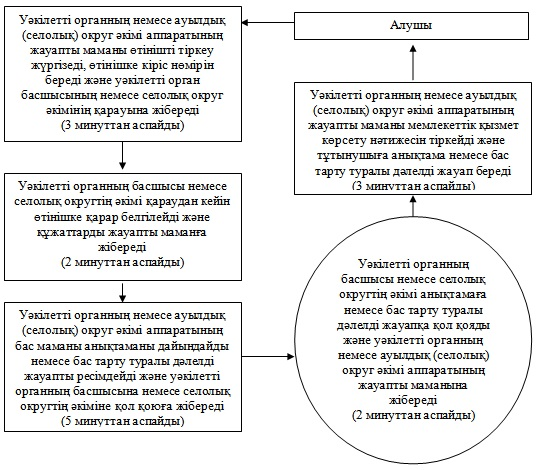 Уәкілетті органның немесе ауылдық
(селолық) округ әкімі аппаратының
жауапты маманы өтінішті тіркеу
жүргізеді, өтінішке кіріс нөмірін
береді және уәкілетті орган
басшысының немесе селолық округ
әкімінің қарауына жібереді
(3 минуттан аспайды)
Уәкілетті органның басшысы немесе
селолық округтің әкімі қараудан кейін
өтінішке қарар белгілейді және
құжаттарды жауапты маманға
жібереді
(2 минуттан аспайды)
Уәкілетті органның немесе ауылдық
(селолық) округ әкімі аппаратының
бас маманы анықтаманы дайындайды
немесе бас тарту туралы дәлелді
жауапты ресімдейді және уәкілетті
органның басшысына немесе селолық
округтің әкіміне қол қоюға жібереді
(5 минуттан аспайды)
Уәкілетті органның
басшысы немесе селолық
округтің әкімі анықтамаға
немесе бас тарту туралы
дәлелді жауапқа қол қояды
және уәкілетті органның
немесе ауылдық (селолық)
округ әкімі аппаратының
жауапты маманына
жібереді
(2 минуттан аспайды)
Уәкілетті органның немесе ауылдық
(селолық) округ әкімі аппаратының
жауапты маманы мемлекеттік қызмет
көрсету нәтижесін тіркейді және
тұтынушыға анықтама немесе бас
тарту туралы дәлелді жауап береді
(3 минуттан аспайды)
Алушы